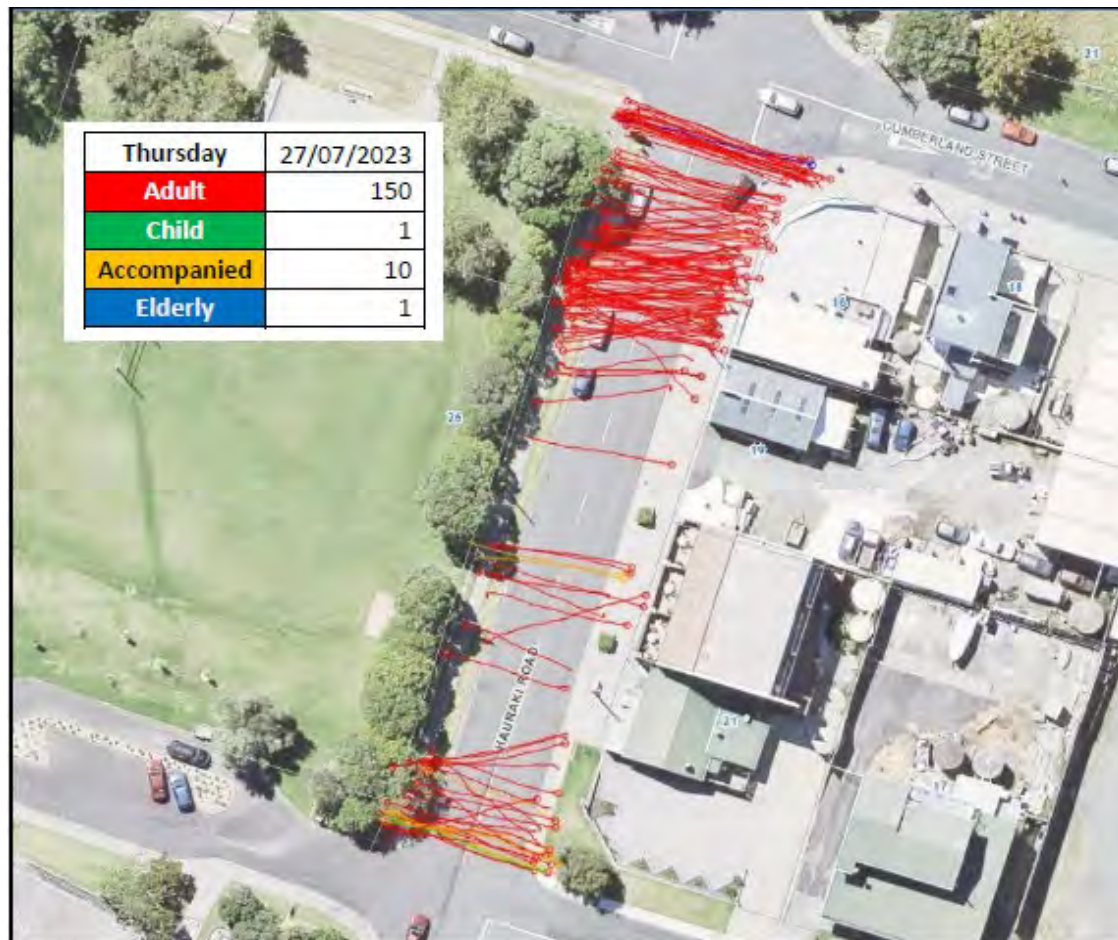 Thursday 27/07/2023
Adult 150
Child 1
Accompanied 10
Elderly 1
CUMBERLAND STREET
HAURAKI ROAD
31
16
18
26
19
21
17